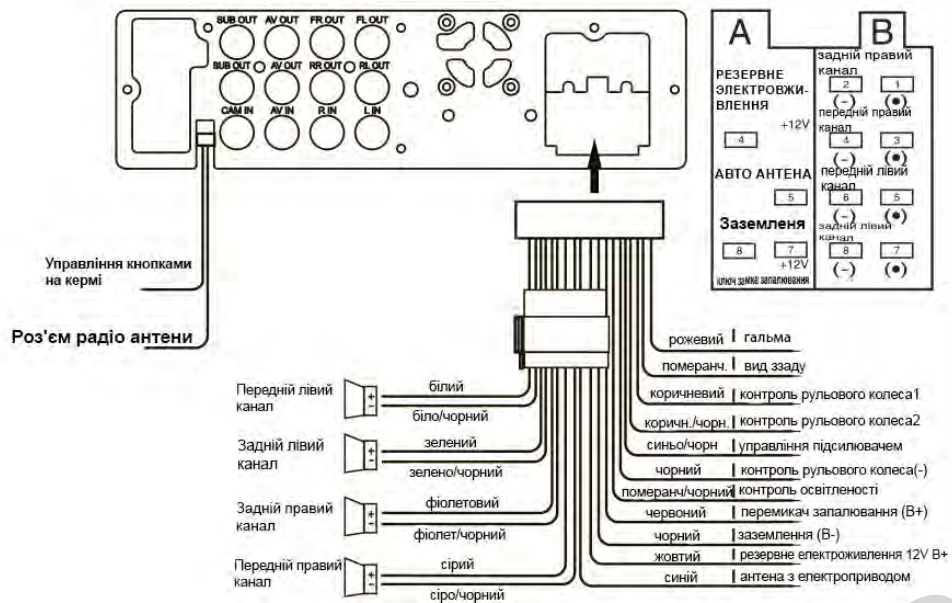 SUB OUT AV OUT FR OUT FL OUT
SUB OUT AV OUT RR OUT RL OUT
CAM IN AV IN R IN L IN
Управління кнопками
на кермі
Роз'єм радіо антени
A
РЕЗЕРВНЕ
ЭЛЕКТРОВЖИ-
ВЛЕННЯ
+12V
4
АВТО АНТЕНА
5
Заземленя
8 7
+12V
ключ замка запалювання
B
задній правий
канал
2 1
(-) (•)
передній правий
канал
4 3
(-) (•)
передній лівий
канал
6 5
(-) (•)
задній лівий
канал
8 7
(-) (•)
Передній лівий
канал
+
-
білий
біло/чорний
Задній лівий
канал
+
-
зелений
зелено/чорний
Задній правий
канал
+
-
фіолетовий
фіолет/чорний
Передній правий
канал
+
-
сірий
сіро/чорний
рожевий | гальма
померанч. | вид ззаду
коричневий | контроль рульового колеса1
коричн./чорн. | контроль рульового колеса2
синьо/чорн | управління підсилювачем
чорний | контроль рульового колеса(-)
померанч/чорний | контроль освітленості
червоний | перемикач запалювання (B+)
чорний | заземлення (B-)
жовтий | резервне електроживлення 12V B+
синій | антена з електроприводом